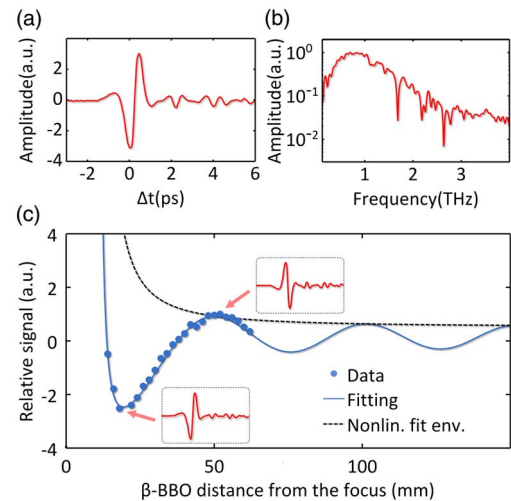 (a)
(b)
Amplitude(a.u.)
2
0
-2
-4
-2
0
2
4
6
Δt(ps)
Amplitude(a.u.)
10⁰
10⁻¹
10⁻²
1
2
3
Frequency(THz)
(c)
Relative signal (a.u.)
4
2
0
-2
-4
Data
Fitting
Nonlin. fit env.
0
50
100
β-BBO distance from the focus (mm)